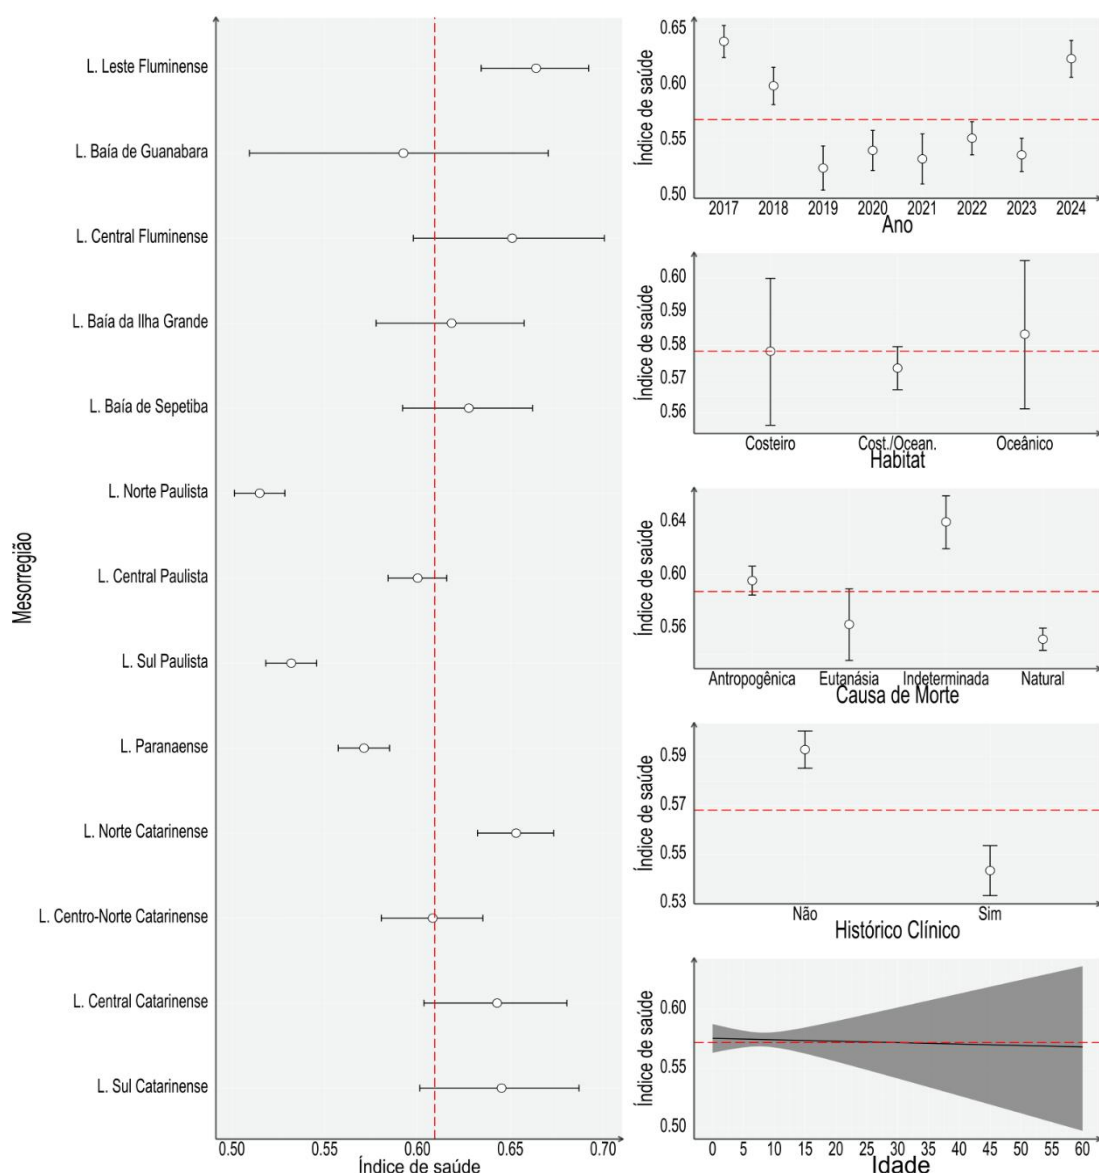 Mesorregião
L. Leste Fluminense
L. Baía de Guanabara
L. Central Fluminense
L. Baía da Ilha Grande
L. Baía de Sepetiba
L. Norte Paulista
L. Central Paulista
L. Sul Paulista
L. Paranaense
L. Norte Catarinense
L. Centro-Norte Catarinense
L. Central Catarinense
L. Sul Catarinense
0.50 0.55 0.60 0.65 0.70
Índice de saúde
Índice de saúde
0.65
0.60
0.55
0.50
2017 2018 2019 2020 2021 2022 2023 2024
Ano
Índice de saúde
0.60
0.59
0.58
0.57
0.56
Costeiro Cost./Ocean. Oceânico
Habitat
Índice de saúde
0.64
0.60
0.56
Antropogênica Eutanásia Indeterminada Natural
Causa de Morte
Índice de saúde
0.59
0.57
0.55
0.53
Não Sim
Histórico Clínico
Índice de saúde
0.60
0.55
0.50
0 5 10 15 20 25 30 35 40 45 50 55 60
Idade